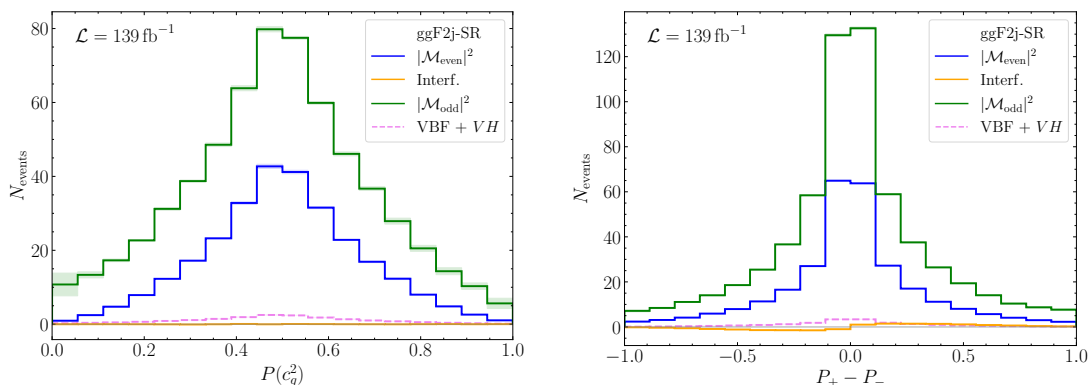 𝓛 = 139 fb⁻¹
ggF2j-SR
|𝓜even|²
Interf.
|𝓜odd|²
VBF + VH
Nevents
80
60
40
20
0
0.0 0.2 0.4 0.6 0.8 1.0
P(c²g)
𝓛 = 139 fb⁻¹
ggF2j-SR
|𝓜even|²
Interf.
|𝓜odd|²
VBF + VH
Nevents
120
100
80
60
40
20
0
−1.0 −0.5 0.0 0.5 1.0
P₊ − P₋